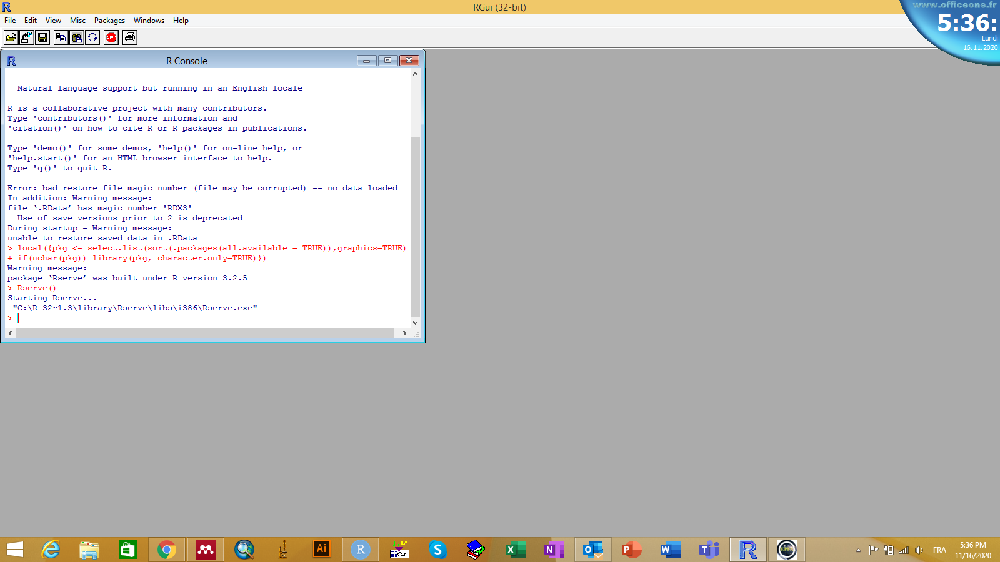 RGui (32-bit)
www.officeone.fr
5:36:
Lundi
16.11.2020
File Edit View Misc Packages Windows Help
STOP
R Console
Natural language support but running in an English locale
R is a collaborative project with many contributors.
Type 'contributors()' for more information and
'citation()' on how to cite R or R packages in publications.
Type 'demo()' for some demos, 'help()' for on-line help, or
'help.start()' for an HTML browser interface to help.
Type 'q()' to quit R.
Error: bad restore file magic number (file may be corrupted) -- no data loaded
In addition: Warning message:
file ‘.RData’ has magic number 'RDX3'
Use of save versions prior to 2 is deprecated
During startup - Warning message:
unable to restore saved data in .RData
> local({pkg <- select.list(sort(.packages(all.available = TRUE)),graphics=TRUE)
+ if(nchar(pkg)) library(pkg, character.only=TRUE)})
Warning message:
package ‘Rserve’ was built under R version 3.2.5
> Rserve()
Starting Rserve...
"C:\R-32~1.3\library\Rserve\libs\i386\Rserve.exe"
>
Ai
R
FRA
5:36 PM
11/16/2020